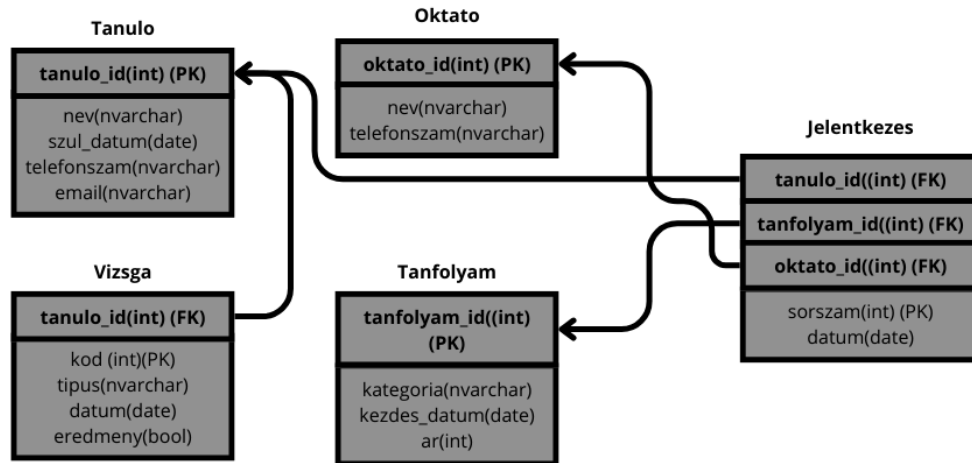 Tanulo
tanulo_id(int) (PK)
nev(nvarchar)
szul_datum(date)
telefonszam(nvarchar)
email(nvarchar)
Oktato
oktato_id(int) (PK)
nev(nvarchar)
telefonszam(nvarchar)
Jelentkezes
tanulo_id((int) (FK)
tanfolyam_id((int) (FK)
oktato_id((int) (FK)
sorszam(int) (PK)
datum(date)
Vizsga
tanulo_id(int) (FK)
kod (int)(PK)
tipus(nvarchar)
datum(date)
eredmeny(bool)
Tanfolyam
tanfolyam_id((int)
(PK)
kategoria(nvarchar)
kezdes_datum(date)
ar(int)